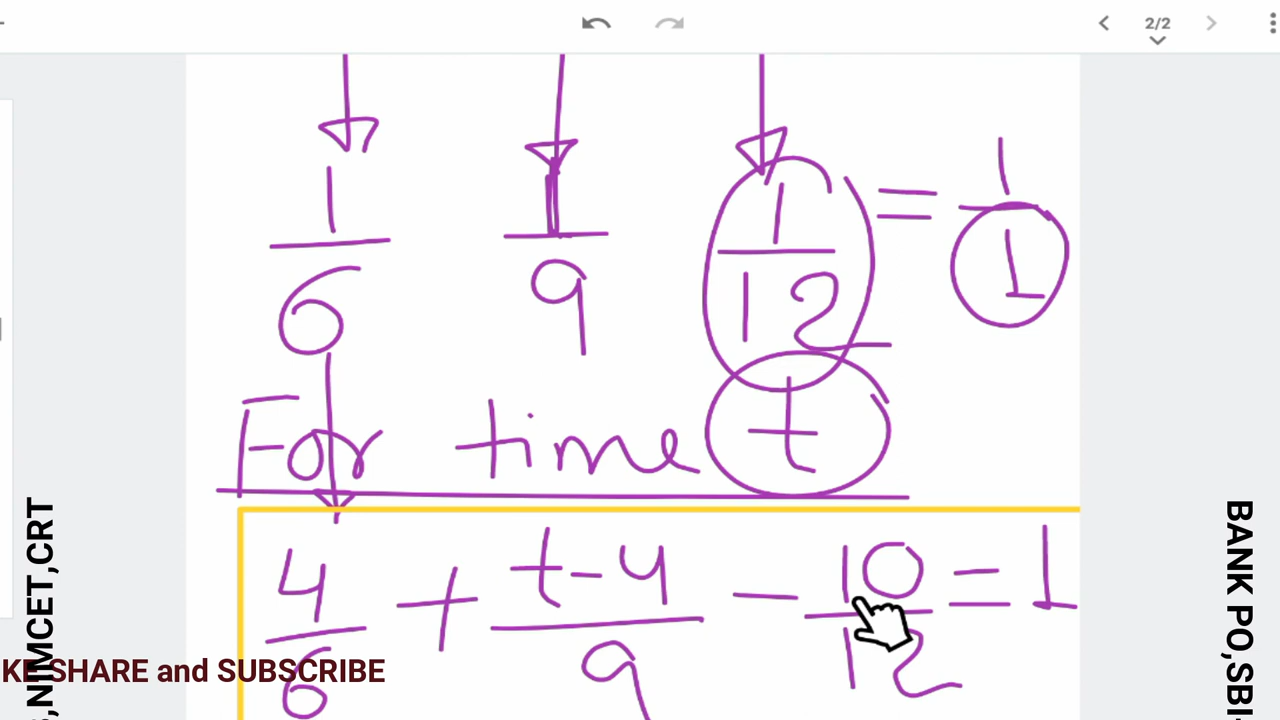 2/2
1/6 1/9 1/12 = 1/1
For time t
4/6 + t-4/9 - 10/12 = 1
KE SHARE and SUBSCRIBE
,NIMCET,CRT
BANK PO,SBI